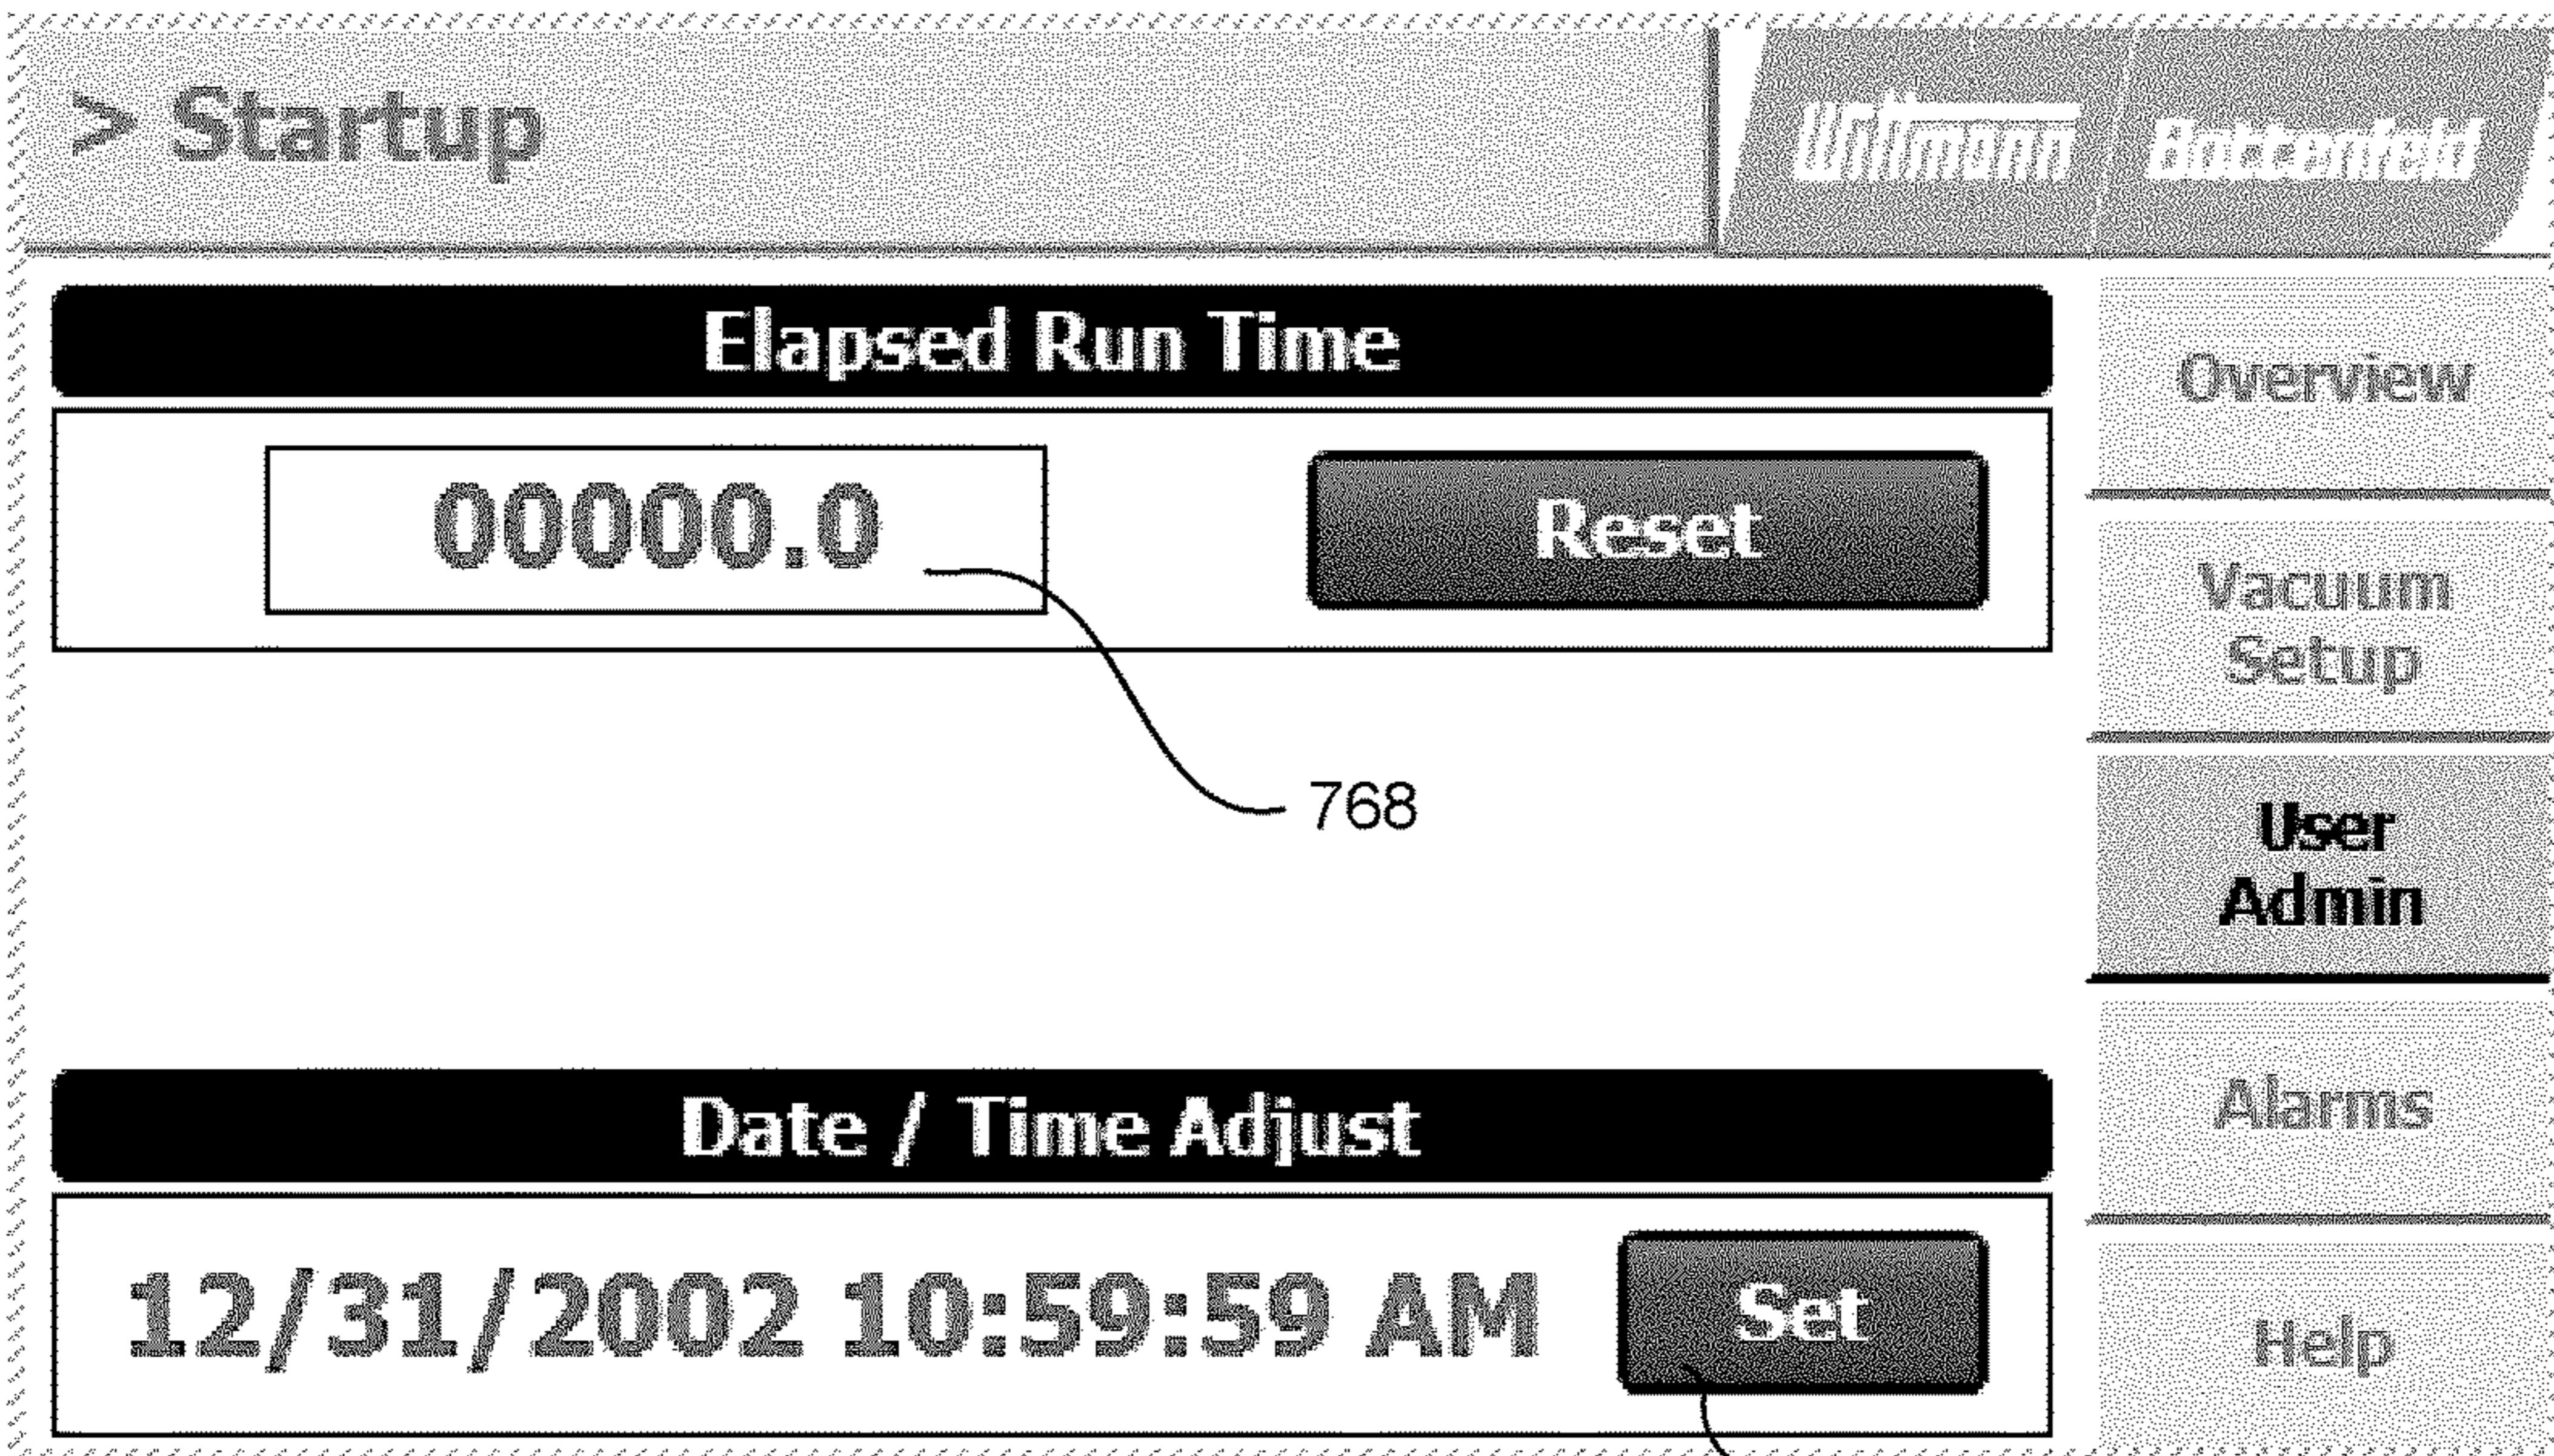 > Startup
Wittmann Battenfeld
Elapsed Run Time
00000.0
Reset
768
Date / Time Adjust
12/31/2002 10:59:59 AM
Set
Overview
Vacuum
Setup
User
Admin
Alarms
Help